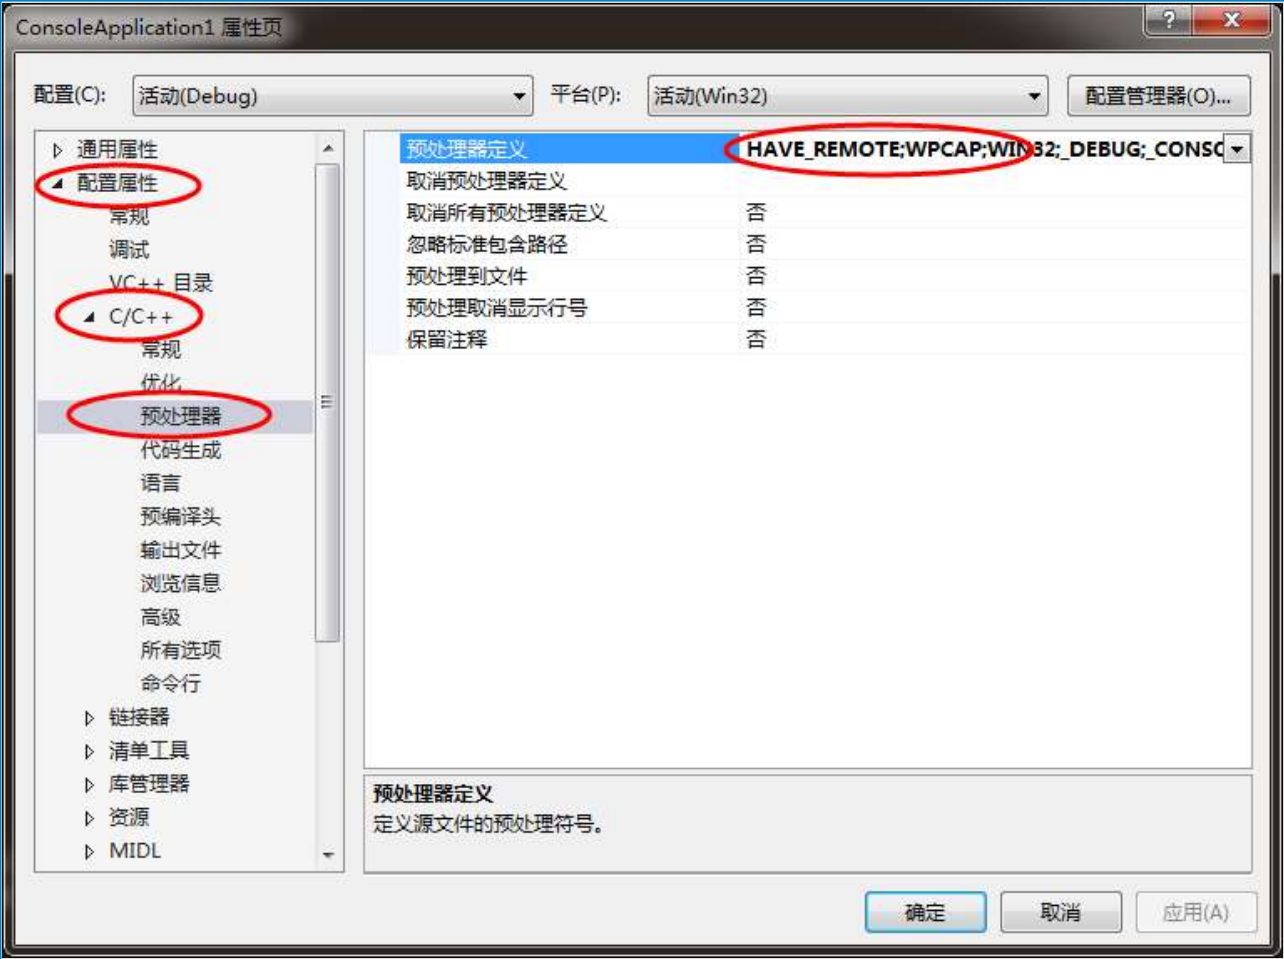 ConsoleApplication1 属性页
配置(C): 活动(Debug) 平台(P): 活动(Win32) 配置管理器(O)...
通用属性
配置属性
常规
调试
VC++ 目录
C/C++
常规
优化
预处理器
代码生成
语言
预编译头
输出文件
浏览信息
高级
所有选项
命令行
链接器
清单工具
库管理器
资源
MIDL
预处理器定义 HAVE_REMOTE;WPCAP;WIN32;_DEBUG;_CONSC
取消预处理器定义
取消所有预处理器定义 否
忽略标准包含路径 否
预处理到文件 否
预处理取消显示行号 否
保留注释 否
预处理器定义
定义源文件的预处理符号。
确定 取消 应用(A)